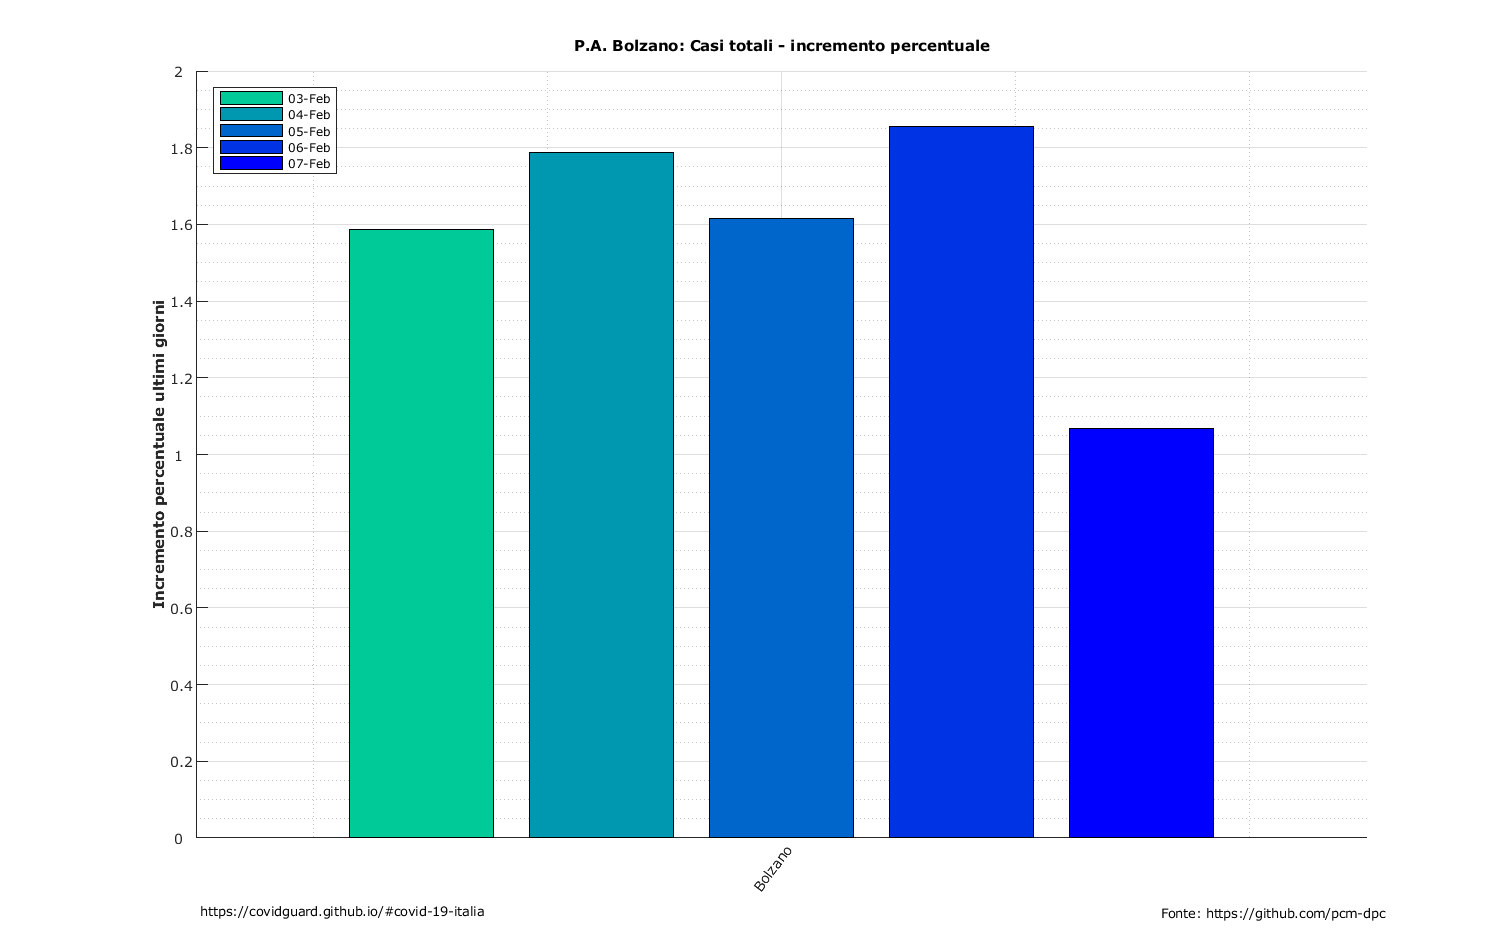 P.A. Bolzano: Casi totali - incremento percentuale
03-Feb
04-Feb
05-Feb
06-Feb
07-Feb
Incremento percentuale ultimi giorni
2
1.8
1.6
1.4
1.2
1
0.8
0.6
0.4
0.2
0
Bolzano
https://covidguard.github.io/#covid-19-italia
Fonte: https://github.com/pcm-dpc